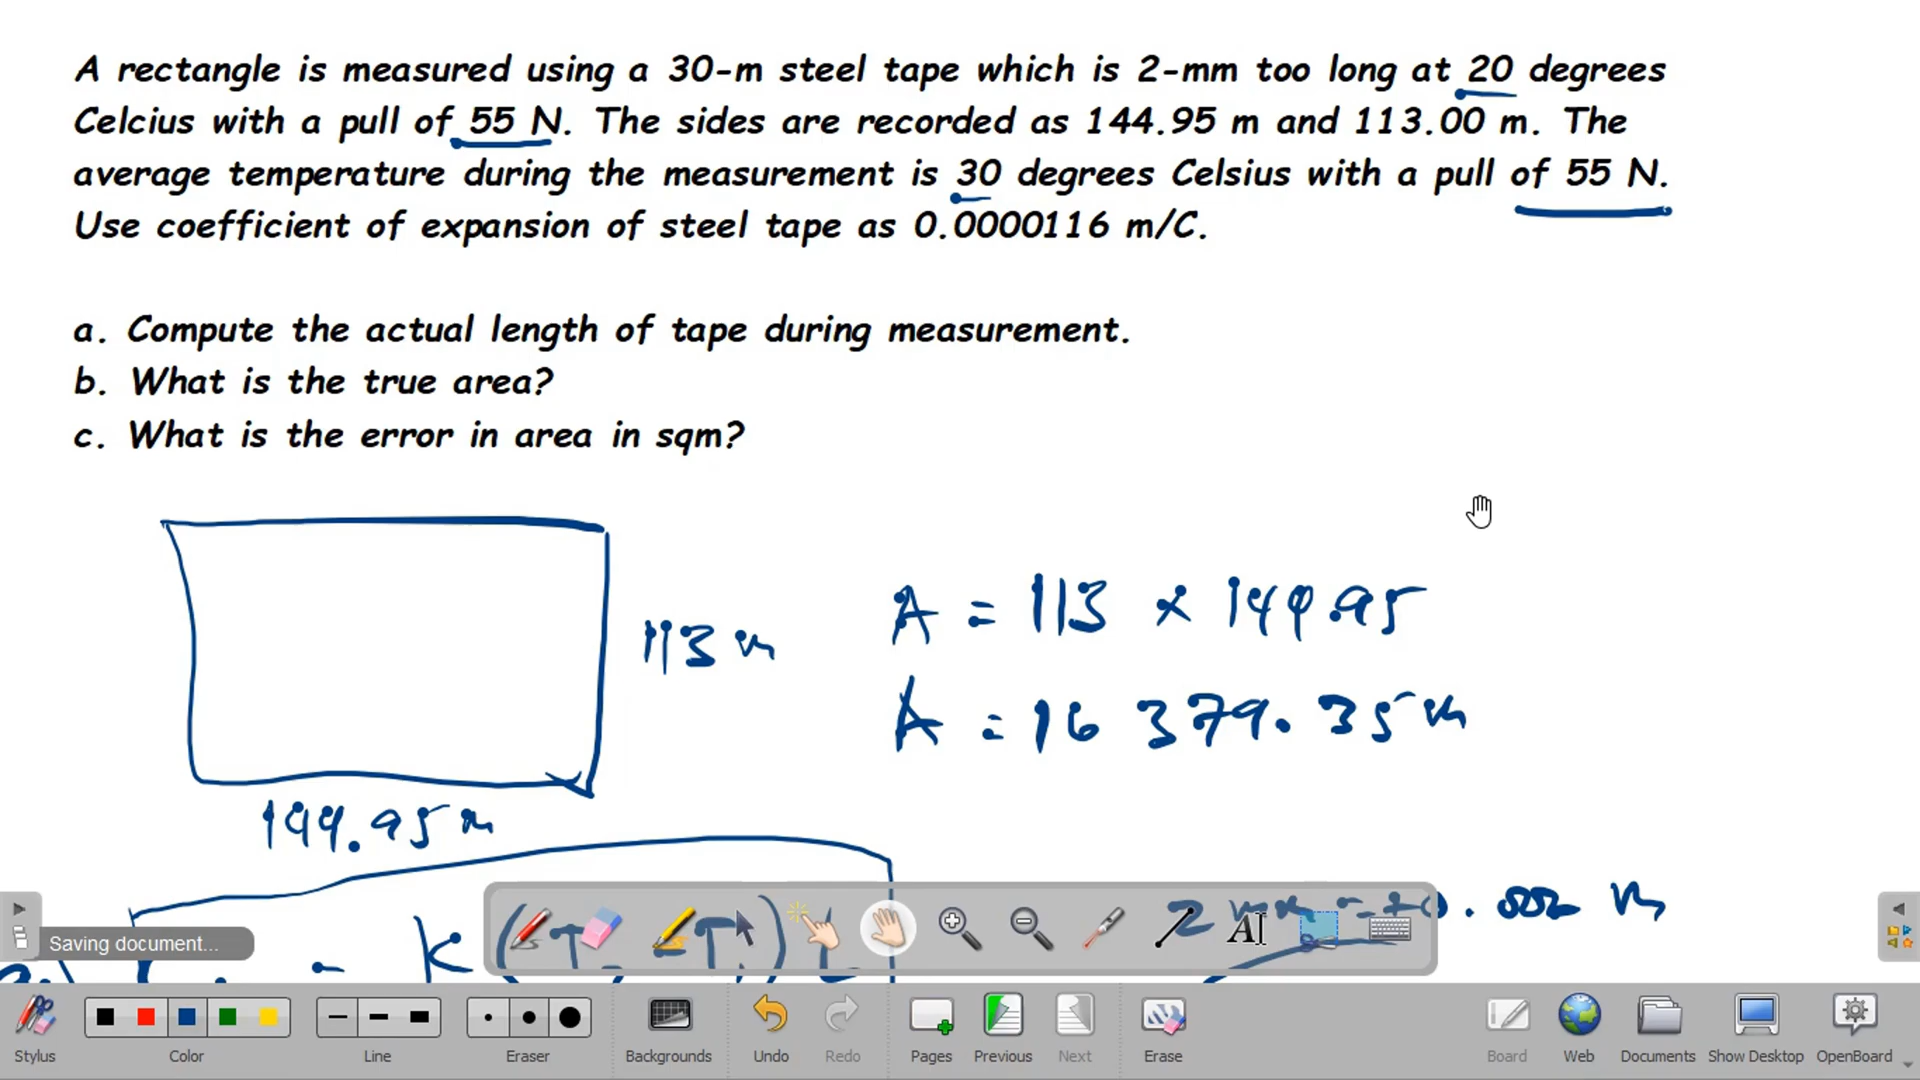 A rectangle is measured using a 30-m steel tape which is 2-mm too long at 20 degrees
Celcius with a pull of 55 N. The sides are recorded as 144.95 m and 113.00 m. The
average temperature during the measurement is 30 degrees Celsius with a pull of 55 N.
Use coefficient of expansion of steel tape as 0.0000116 m/C.
a. Compute the actual length of tape during measurement.
b. What is the true area?
c. What is the error in area in sqm?
113 m
A = 113 x 144.95
A = 16 379.35 m
144.95 m
K (T
Saving document...
Stylus
Color
Line
Eraser
Backgrounds
Undo
Redo
Pages
Previous
Next
Erase
Board
Web
Documents
Show Desktop
OpenBoard